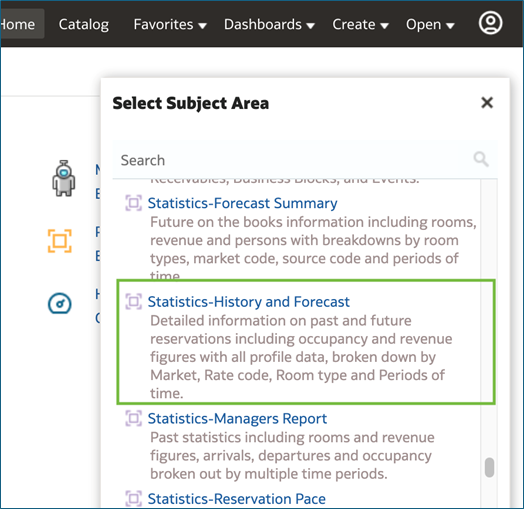 Home Catalog Favorites Dashboards Create Open
Select Subject Area
Search
Receivables, Business Blocks, and Events.
Statistics-Forecast Summary
Future on the books information including rooms,
revenue and persons with breakdowns by room
types, market code, source code and periods of
time.
Statistics-History and Forecast
Detailed information on past and future
reservations including occupancy and revenue
figures with all profile data, broken down by
Market, Rate code, Room type and Periods of
time.
Statistics-Managers Report
Past statistics including rooms and revenue
figures, arrivals, departures and occupancy
broken out by multiple time periods.
Statistics-Reservation Pace